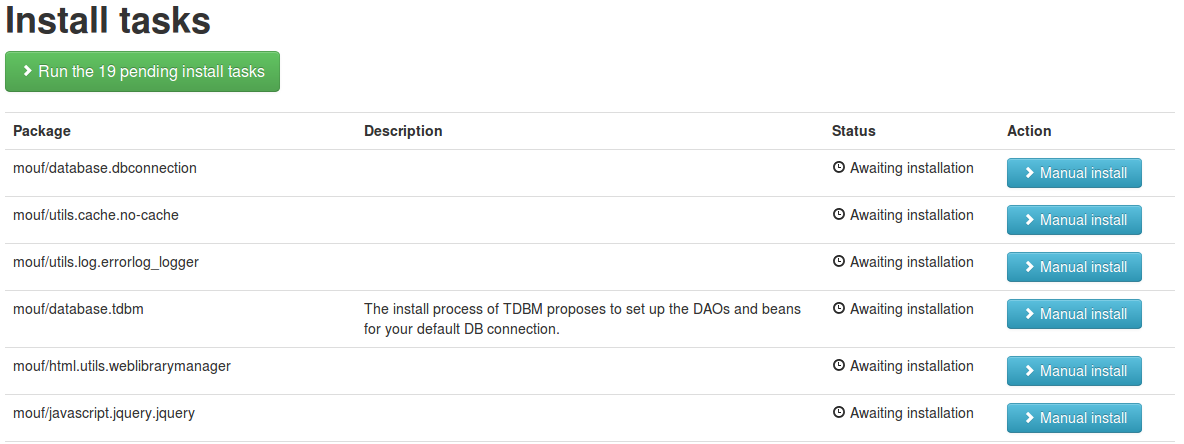 Install tasks
Run the 19 pending install tasks
Package Description Status Action
mouf/database.dbconnection Awaiting installation Manual install
mouf/utils.cache.no-cache Awaiting installation Manual install
mouf/utils.log.errorlog_logger Awaiting installation Manual install
mouf/database.tdbm The install process of TDBM proposes to set up the DAOs and beans Awaiting installation Manual install
for your default DB connection.
mouf/html.utils.weblibrarymanager Awaiting installation Manual install
mouf/javascript.jquery.jquery Awaiting installation Manual install